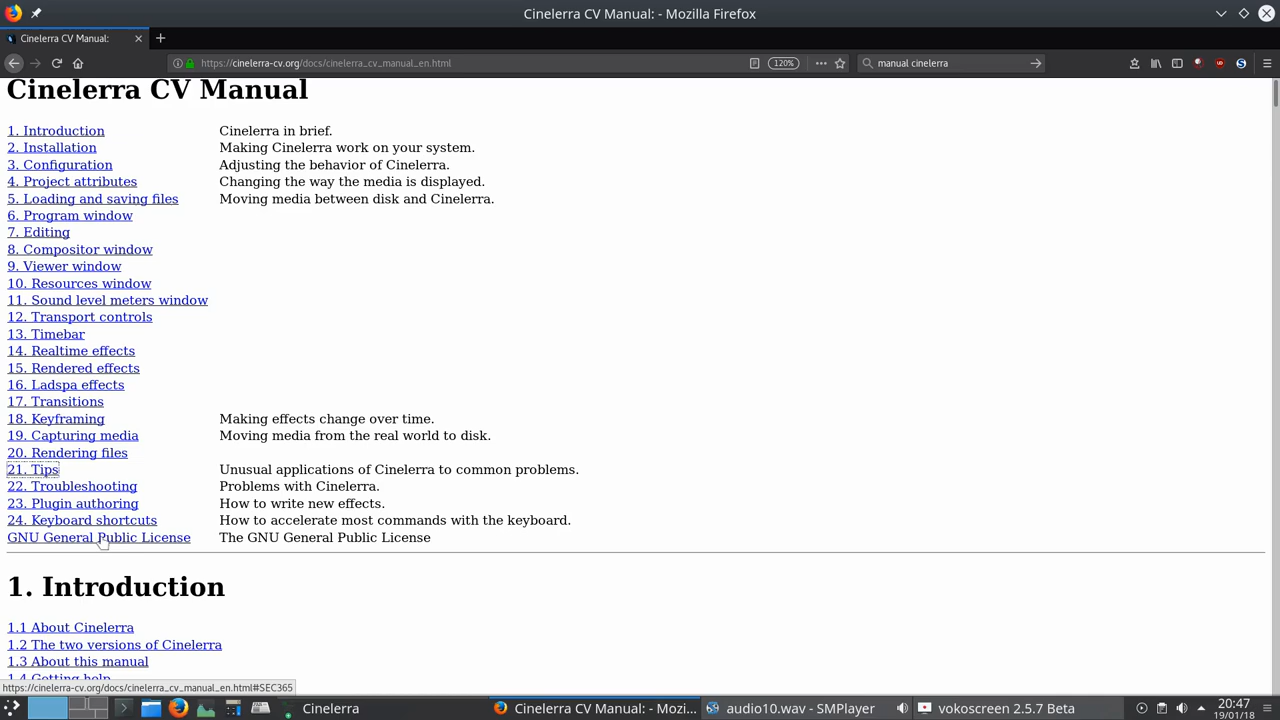 Cinelerra CV Manual: - Mozilla Firefox
Cinelerra CV Manual:
https://cinelerra-cv.org/docs/cinelerra_cv_manual_en.html 120% manual cinelerra
Cinelerra CV Manual
1. Introduction Cinelerra in brief.
2. Installation Making Cinelerra work on your system.
3. Configuration Adjusting the behavior of Cinelerra.
4. Project attributes Changing the way the media is displayed.
5. Loading and saving files Moving media between disk and Cinelerra.
6. Program window
7. Editing
8. Compositor window
9. Viewer window
10. Resources window
11. Sound level meters window
12. Transport controls
13. Timebar
14. Realtime effects
15. Rendered effects
16. Ladspa effects
17. Transitions
18. Keyframing Making effects change over time.
19. Capturing media Moving media from the real world to disk.
20. Rendering files
21. Tips Unusual applications of Cinelerra to common problems.
22. Troubleshooting Problems with Cinelerra.
23. Plugin authoring How to write new effects.
24. Keyboard shortcuts How to accelerate most commands with the keyboard.
GNU General Public License The GNU General Public License
1. Introduction
1.1 About Cinelerra
1.2 The two versions of Cinelerra
1.3 About this manual
1.4 Getting help
https://cinelerra-cv.org/docs/cinelerra_cv_manual_en.html#SEC365
Cinelerra Cinelerra CV Manual: - Mozi... audio10.wav - SMPlayer vokoscreen 2.5.7 Beta 20:47
19/01/18